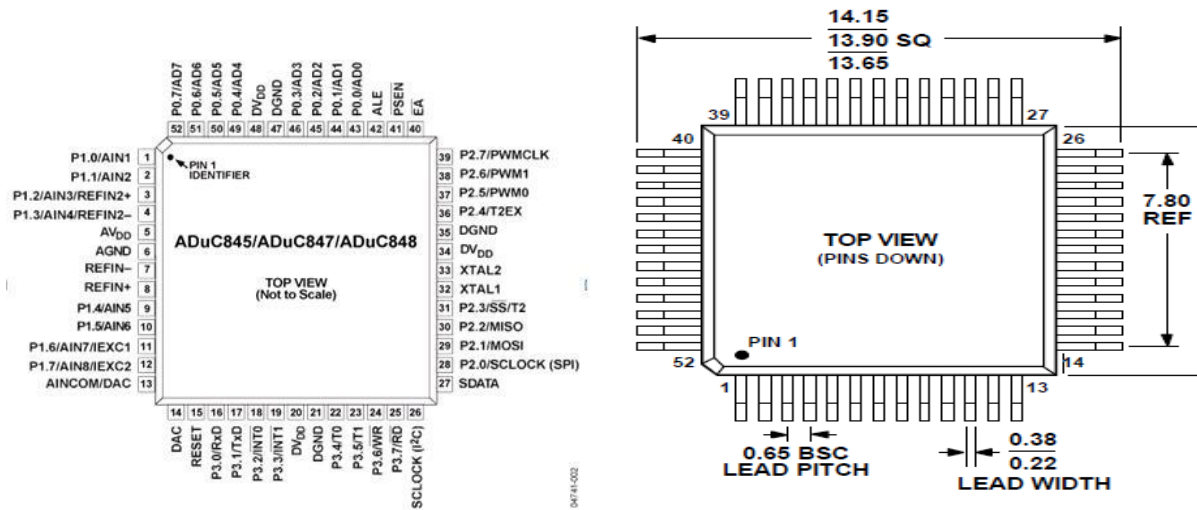 P0.7/AD7
P0.6/AD6
P0.5/AD5
P0.4/AD4
DVDD
DGND
P0.3/AD3
P0.2/AD2
P0.1/AD1
P0.0/AD0
ALE
PSEN
EA
52 51 50 49 48 47 46 45 44 43 42 41 40
P1.0/AIN1 1
P1.1/AIN2 2
P1.2/AIN3/REFIN2+ 3
P1.3/AIN4/REFIN2– 4
AVDD 5
AGND 6
REFIN– 7
REFIN+ 8
P1.4/AIN5 9
P1.5/AIN6 10
P1.6/AIN7/IEXC1 11
P1.7/AIN8/IEXC2 12
AINCOM/DAC 13
PIN 1
IDENTIFIER
ADuC845/ADuC847/ADuC848
TOP VIEW
(Not to Scale)
39 P2.7/PWMCLK
38 P2.6/PWM1
37 P2.5/PWM0
36 P2.4/T2EX
35 DGND
34 DVDD
33 XTAL2
32 XTAL1
31 P2.3/SS/T2
30 P2.2/MISO
29 P2.1/MOSI
28 P2.0/SCLOCK (SPI)
27 SDATA
14 15 16 17 18 19 20 21 22 23 24 25 26
DAC
RESET
P3.0/RxD
P3.1/TxD
P3.2/INT0
P3.3/INT1
DVDD
DGND
P3.4/T0
P3.5/T1
P3.6/WR
P3.7/RD
SCLOCK (I2C)
04741-002
14.15
13.90 SQ
13.65
39
27
40
26
7.80
REF
TOP VIEW
(PINS DOWN)
PIN 1
52
14
1
13
0.65 BSC
LEAD PITCH
0.38
0.22
LEAD WIDTH